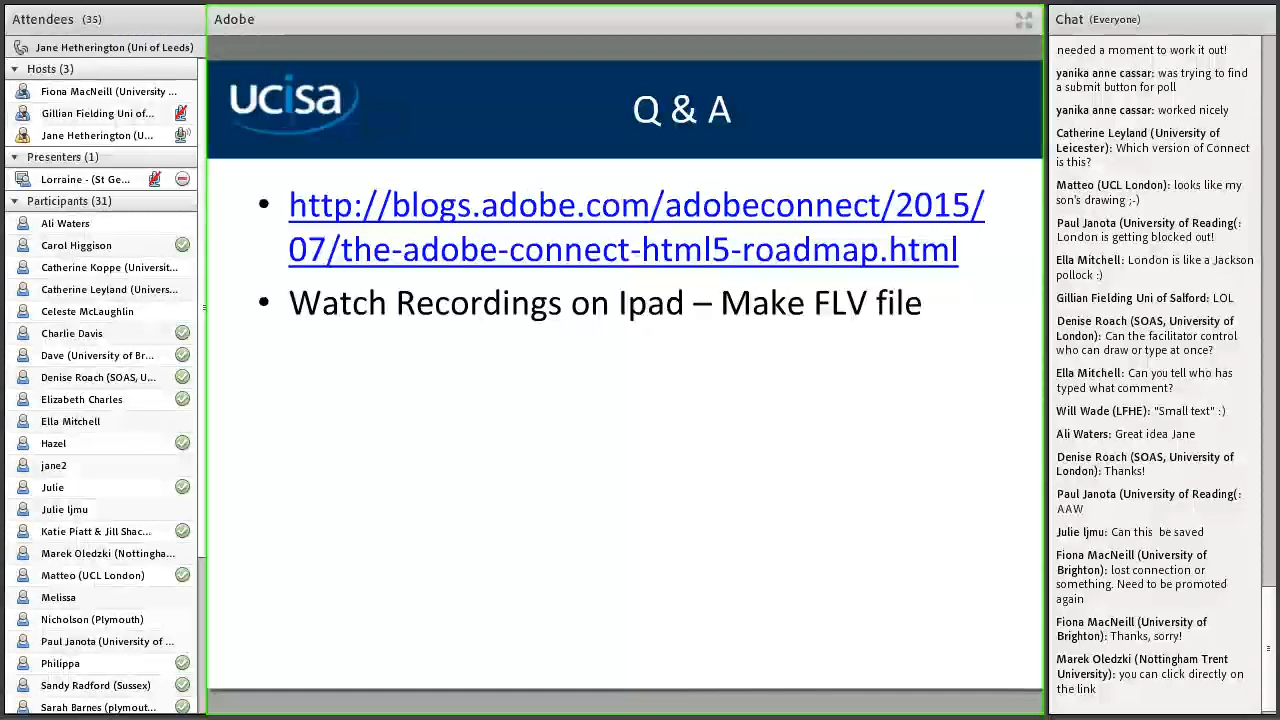 Attendees (35)
Jane Hetherington (Uni of Leeds)
Hosts (3)
Fiona MacNeill (University ...
Gillian Fielding Uni of...
Jane Hetherington (U...
Presenters (1)
Lorraine - (St Ge...
Participants (31)
Ali Waters
Carol Higgison
Catherine Koppe (Universit...
Catherine Leyland (Univers...
Celeste McLaughlin
Charlie Davis
Dave (University of Br...
Denise Roach (SOAS, U...
Elizabeth Charles
Ella Mitchell
Hazel
jane2
Julie
Julie ljmu
Katie Piatt & Jill Shac...
Marek Oledzki (Nottingha...
Matteo (UCL London)
Melissa
Nicholson (Plymouth)
Paul Janota (University of ...
Philippa
Sandy Radford (Sussex)
Sarah Barnes (plymout...
Adobe
ucisa
Q & A
• http://blogs.adobe.com/adobeconnect/2015/
07/the-adobe-connect-html5-roadmap.html
• Watch Recordings on Ipad – Make FLV file
Chat (Everyone)
needed a moment to work it out!
yanika anne cassar: was trying to find
a submit button for poll
yanika anne cassar: worked nicely
Catherine Leyland (University of
Leicester): Which version of Connect
is this?
Matteo (UCL London): looks like my
son's drawing ;-)
Paul Janota (University of Reading(:
London is getting blocked out!
Ella Mitchell: London is like a Jackson
pollock :)
Gillian Fielding Uni of Salford: LOL
Denise Roach (SOAS, University of
London): Can the facilitator control
who can draw or type at once?
Ella Mitchell: Can you tell who has
typed what comment?
Will Wade (LFHE): "Small text" :)
Ali Waters: Great idea Jane
Denise Roach (SOAS, University of
London): Thanks!
Paul Janota (University of Reading(:
AAW
Julie ljmu: Can this be saved
Fiona MacNeill (University of
Brighton): lost connection or
something. Need to be promoted
again
Fiona MacNeill (University of
Brighton): Thanks, sorry!
Marek Oledzki (Nottingham Trent
University): you can click directly on
the link